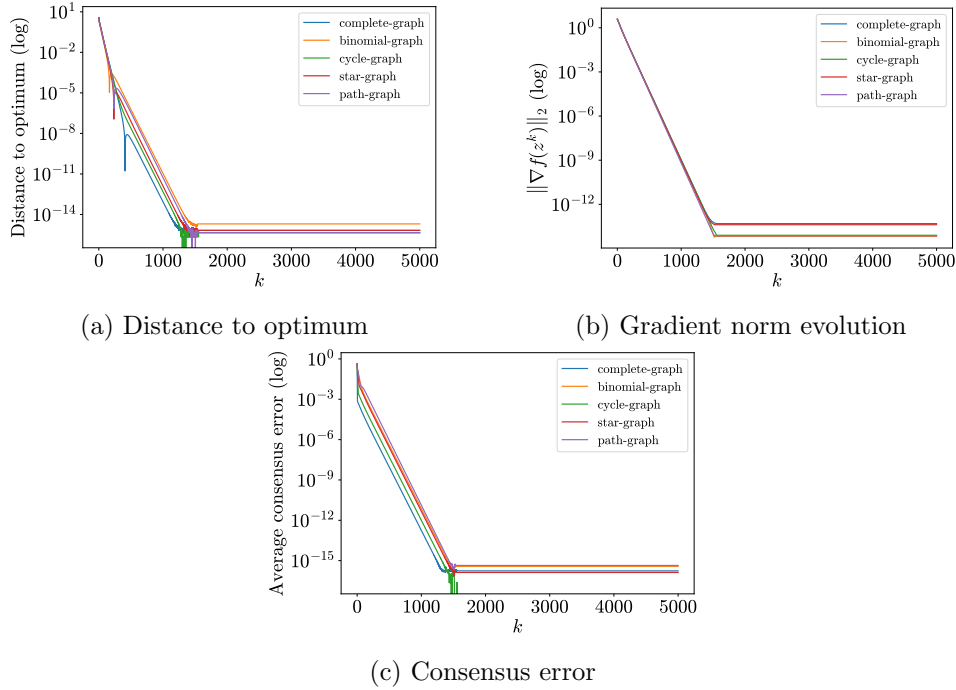 Distance to optimum (log)
10^1
10^{-2}
10^{-5}
10^{-8}
10^{-11}
10^{-14}
0 1000 2000 3000 4000 5000
k
complete-graph
binomial-graph
cycle-graph
star-graph
path-graph
(a) Distance to optimum
||∇f(z^k)||_2 (log)
10^0
10^{-3}
10^{-6}
10^{-9}
10^{-12}
0 1000 2000 3000 4000 5000
k
complete-graph
binomial-graph
cycle-graph
star-graph
path-graph
(b) Gradient norm evolution
Average consensus error (log)
10^0
10^{-3}
10^{-6}
10^{-9}
10^{-12}
10^{-15}
0 1000 2000 3000 4000 5000
k
complete-graph
binomial-graph
cycle-graph
star-graph
path-graph
(c) Consensus error